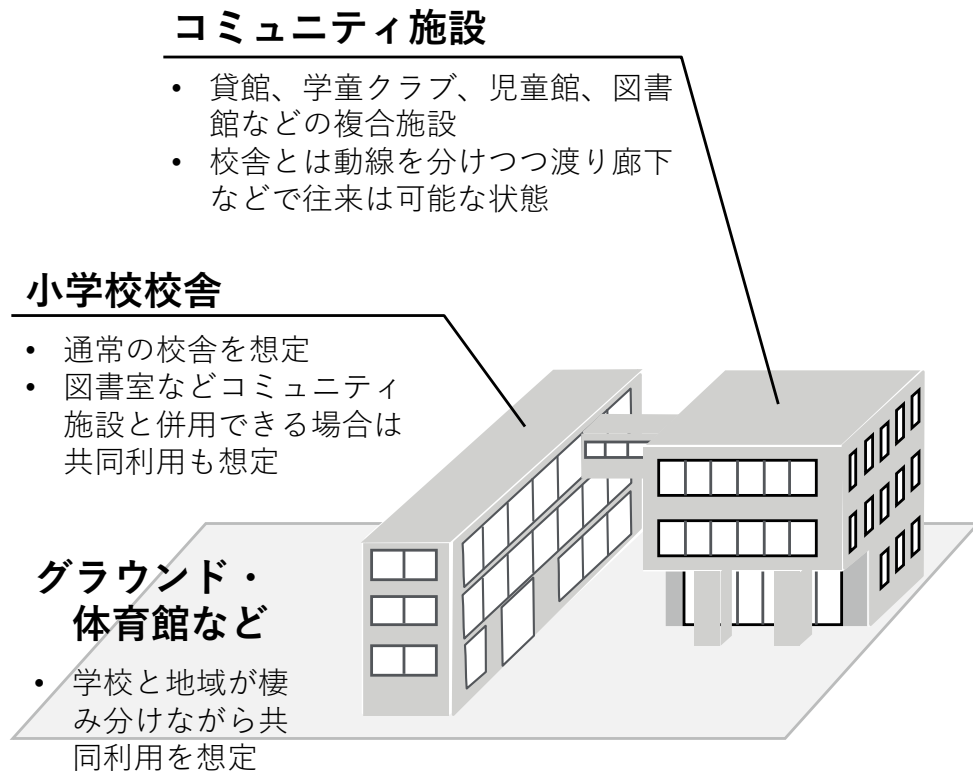 コミュニティ施設
• 貸館、学童クラブ、児童館、図書
館などの複合施設
• 校舎とは動線を分けつつ渡り廊下
などで往来は可能な状態
小学校校舎
• 通常の校舎を想定
• 図書室などコミュニティ
施設と併用できる場合は
共同利用も想定
グラウンド・
体育館など
• 学校と地域が棲
み分けながら共
同利用を想定